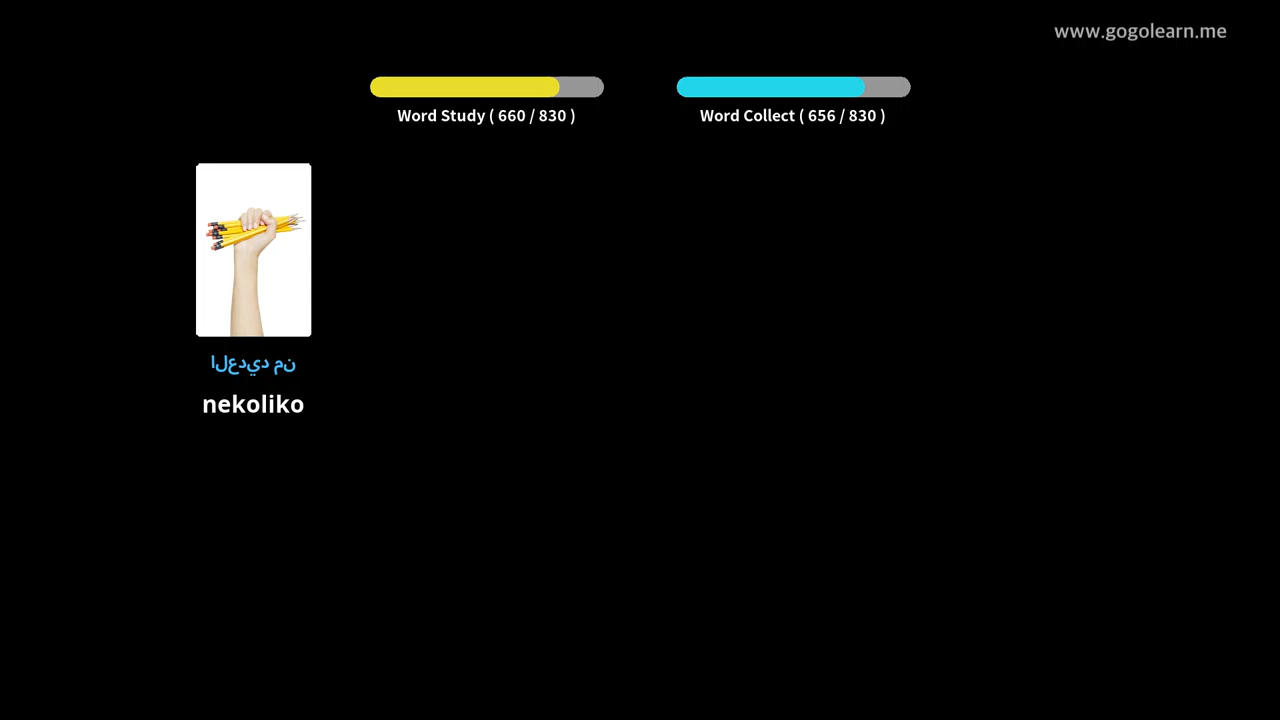 www.gogolearn.me
Word Study ( 660 / 830 )
Word Collect ( 656 / 830 )
العديد من
nekoliko